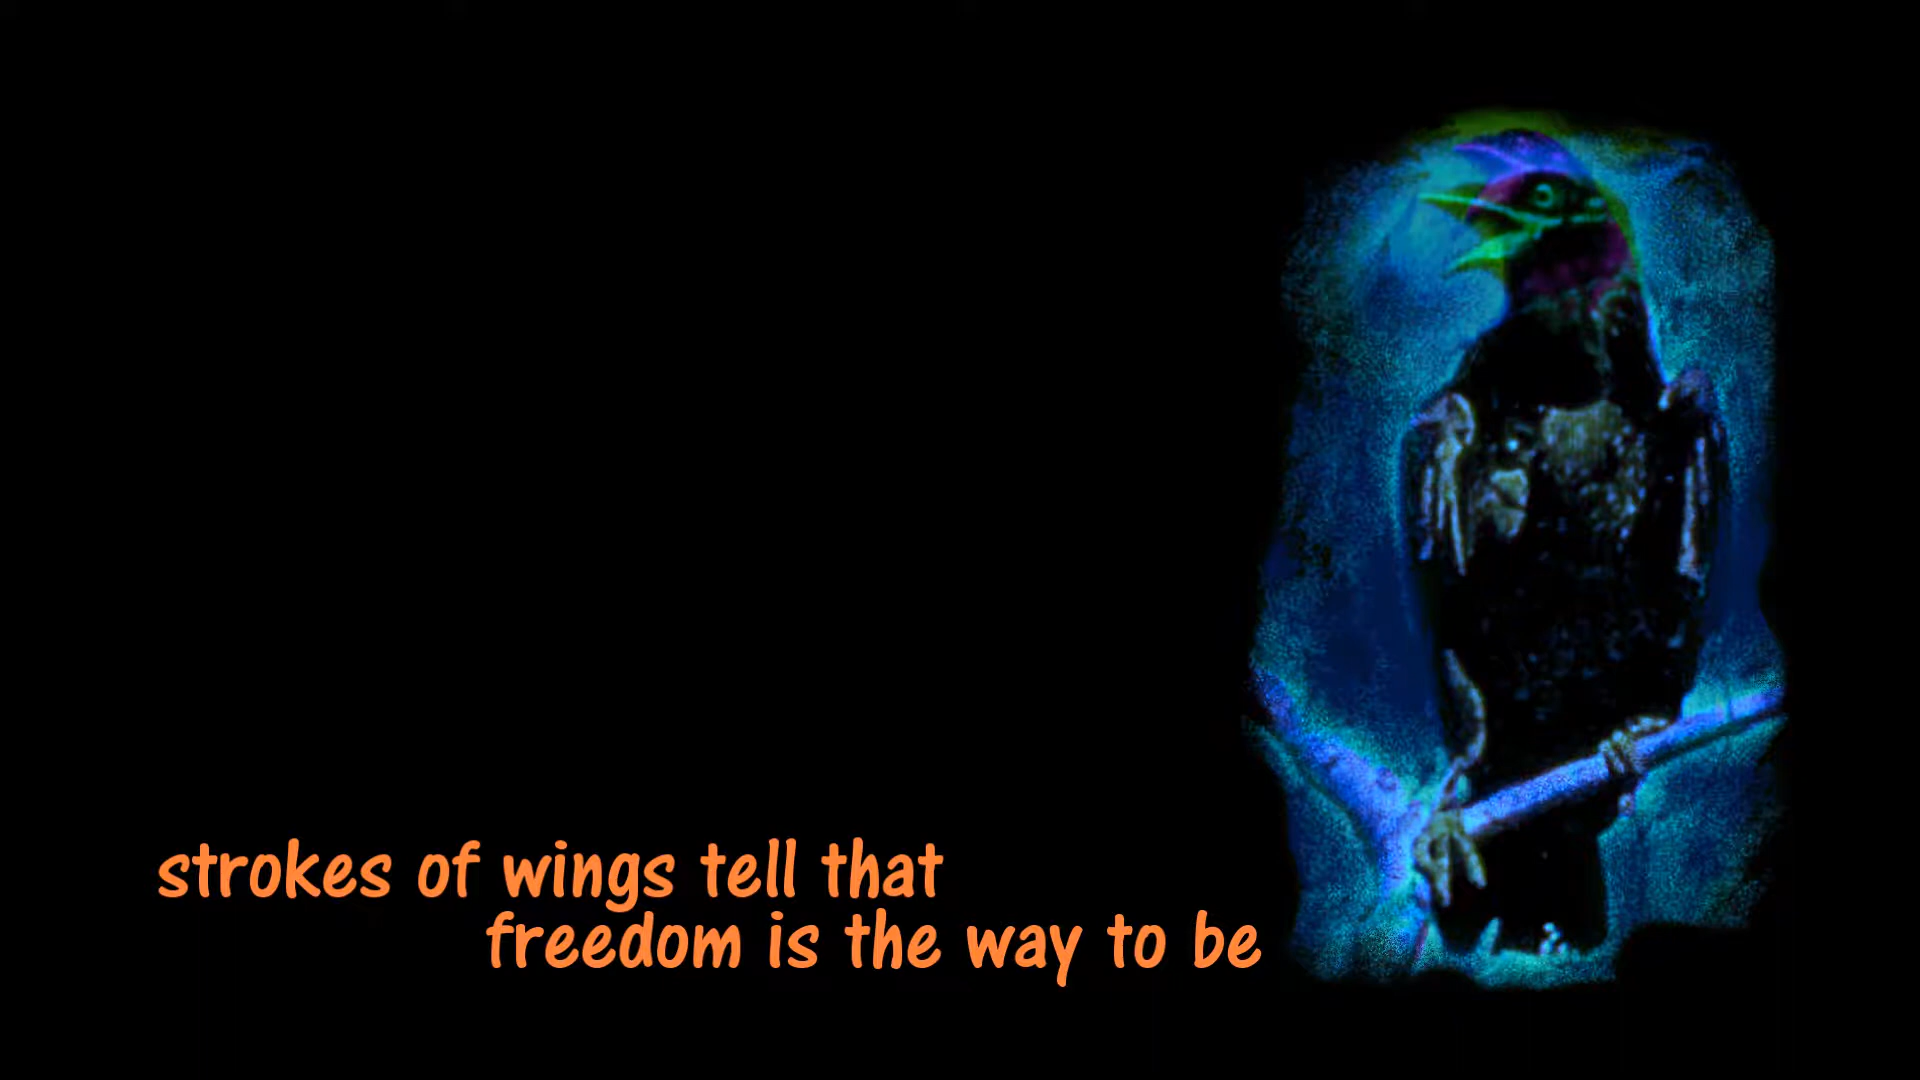 strokes of wings tell that
freedom is the way to be